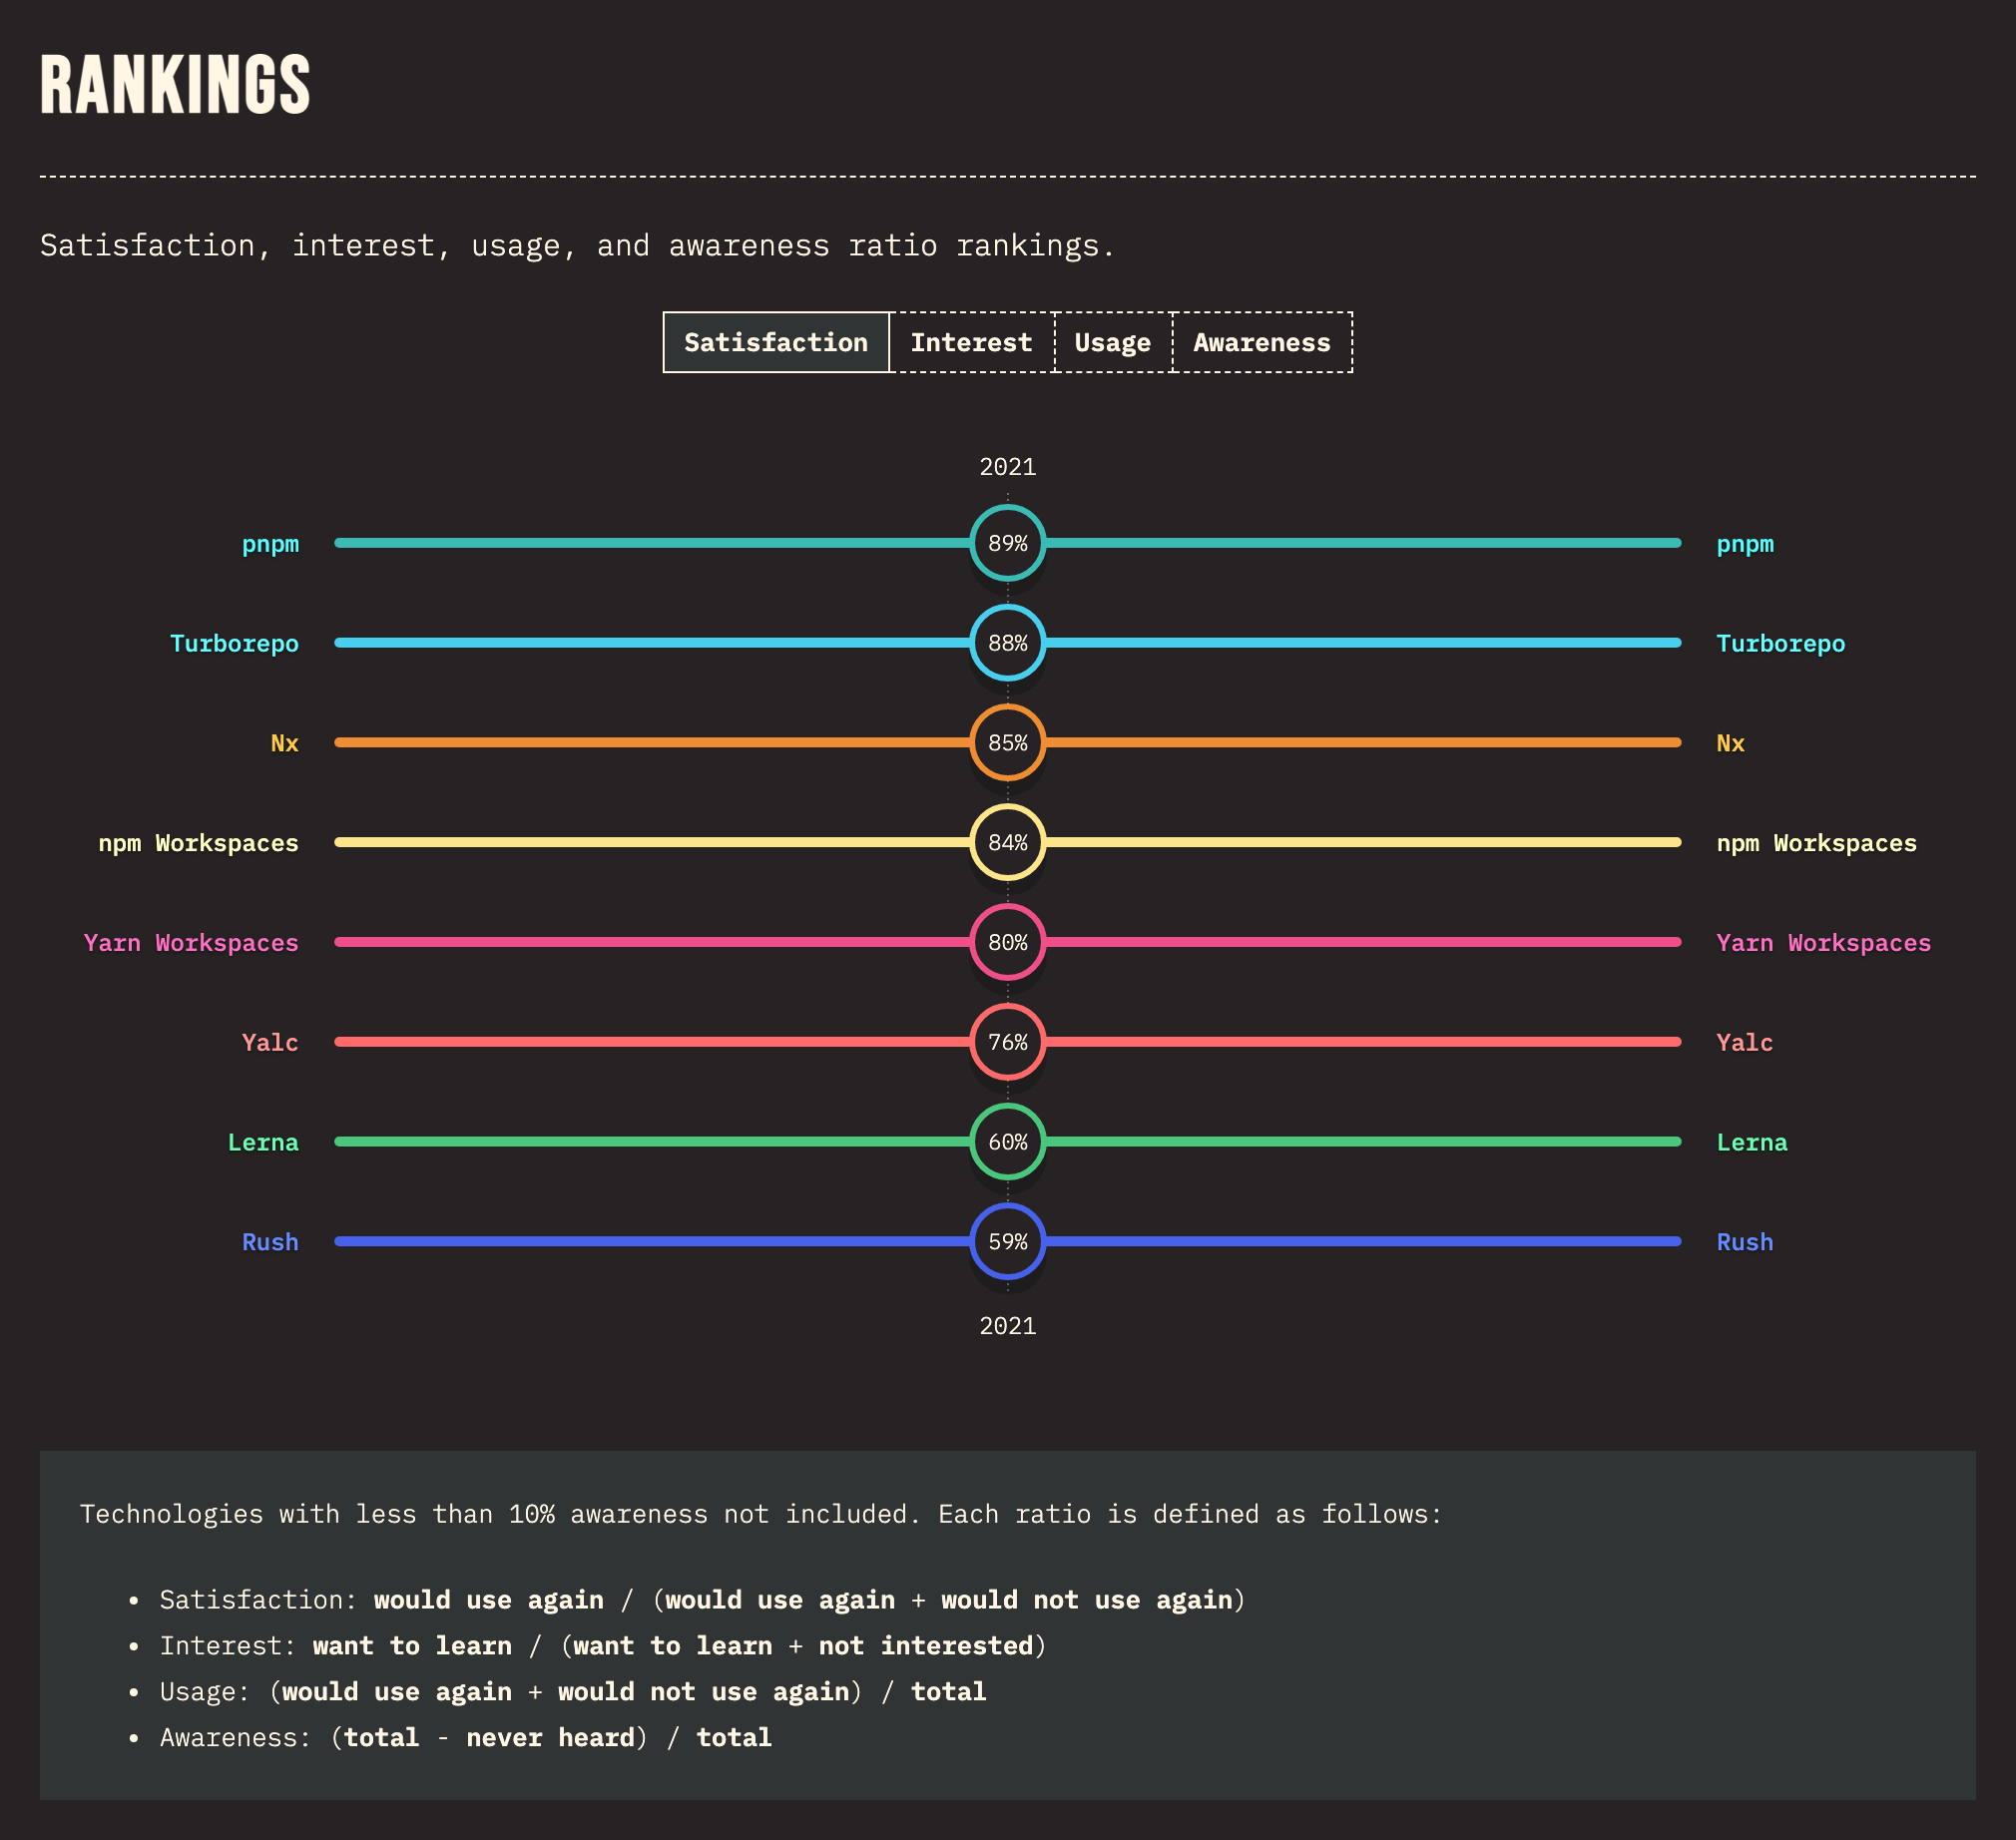 RANKINGS
Satisfaction, interest, usage, and awareness ratio rankings.
Satisfaction Interest Usage Awareness
2021
pnpm 89% pnpm
Turborepo 88% Turborepo
Nx 85% Nx
npm Workspaces 84% npm Workspaces
Yarn Workspaces 80% Yarn Workspaces
Yalc 76% Yalc
Lerna 60% Lerna
Rush 59% Rush
2021
Technologies with less than 10% awareness not included. Each ratio is defined as follows:
• Satisfaction: would use again / (would use again + would not use again)
• Interest: want to learn / (want to learn + not interested)
• Usage: (would use again + would not use again) / total
• Awareness: (total - never heard) / total